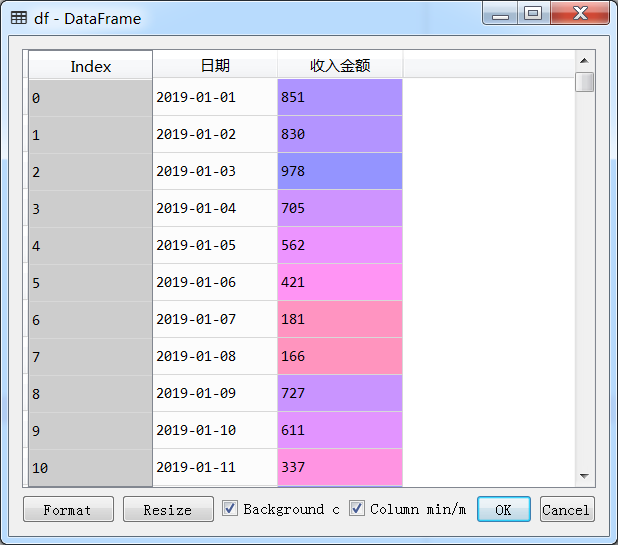 df - DataFrame
Index 日期 收入金额
0 2019-01-01 851
1 2019-01-02 830
2 2019-01-03 978
3 2019-01-04 705
4 2019-01-05 562
5 2019-01-06 421
6 2019-01-07 181
7 2019-01-08 166
8 2019-01-09 727
9 2019-01-10 611
10 2019-01-11 337
Format Resize Background c Column min/m OK Cancel